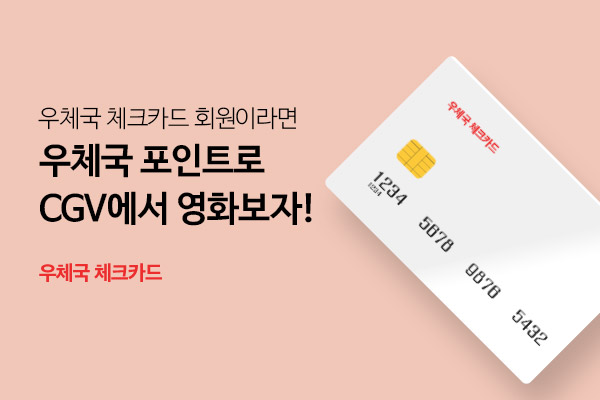 우체국 체크카드 회원이라면
우체국 포인트로
CGV에서 영화보자!
우체국 체크카드
우체국 체크카드
1234 5678 9876 5432
1234